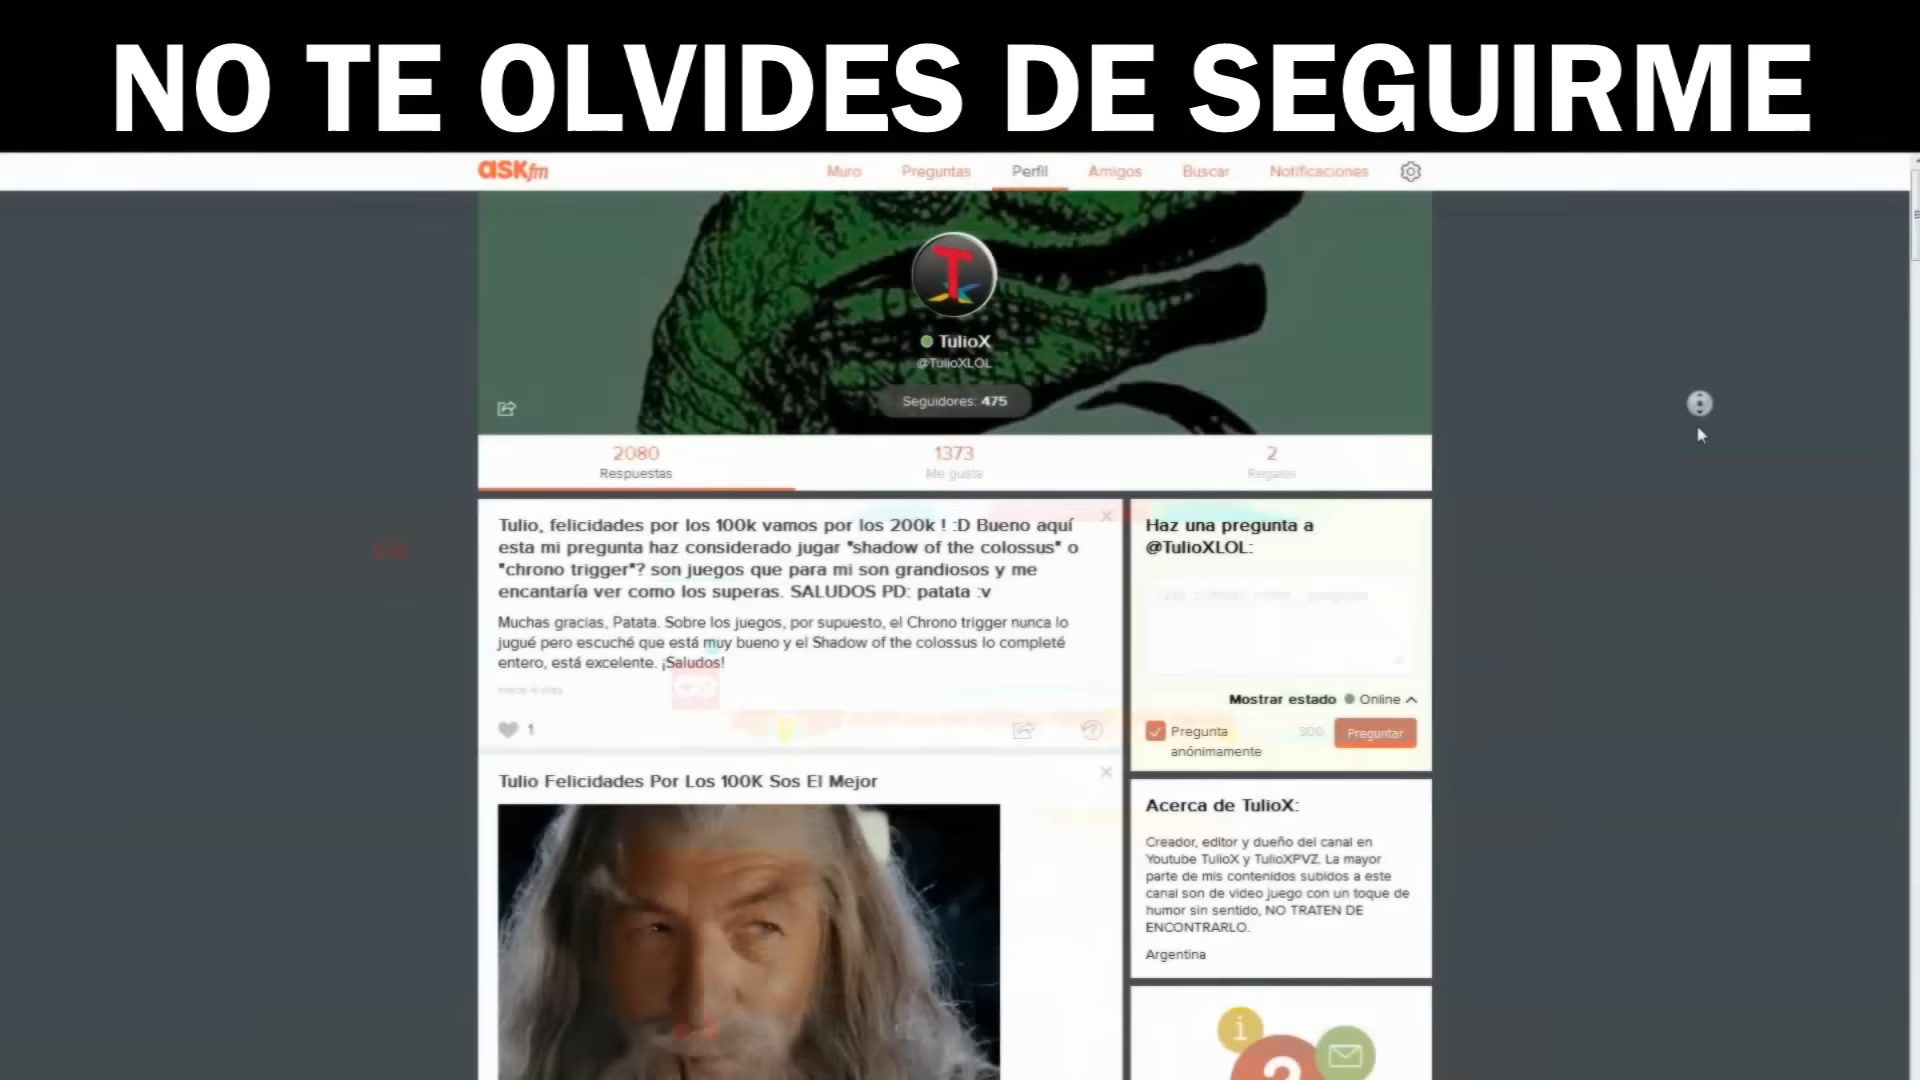 NO TE OLVIDES DE SEGUIRME
ASKfm
Muro
Preguntas
Perfil
Amigos
Buscar
Notificaciones
TulioX
@TulioXLOL
Seguidores: 475
2080
Respuestas
1373
Me gusta
2
Regalos
Tulio, felicidades por los 100k vamos por los 200k ! :D Bueno aquí
esta mi pregunta haz considerado jugar "shadow of the colossus" o
"chrono trigger"? son juegos que para mi son grandiosos y me
encantaría ver como los superas. SALUDOS PD: patata :v
Muchas gracias, Patata. Sobre los juegos, por supuesto, el Chrono trigger nunca lo
jugué pero escuché que está muy bueno y el Shadow of the colossus lo completé
entero, está excelente. ¡Saludos!
1
Tulio Felicidades Por Los 100K Sos El Mejor
Haz una pregunta a
@TulioXLOL:
Mostrar estado Online
Pregunta
anónimamente
300
Preguntar
Acerca de TulioX:
Creador, editor y dueño del canal en
Youtube TulioX y TulioXPVZ. La mayor
parte de mis contenidos subidos a este
canal son de video juego con un toque de
humor sin sentido, NO TRATEN DE
ENCONTRARLO.
Argentina